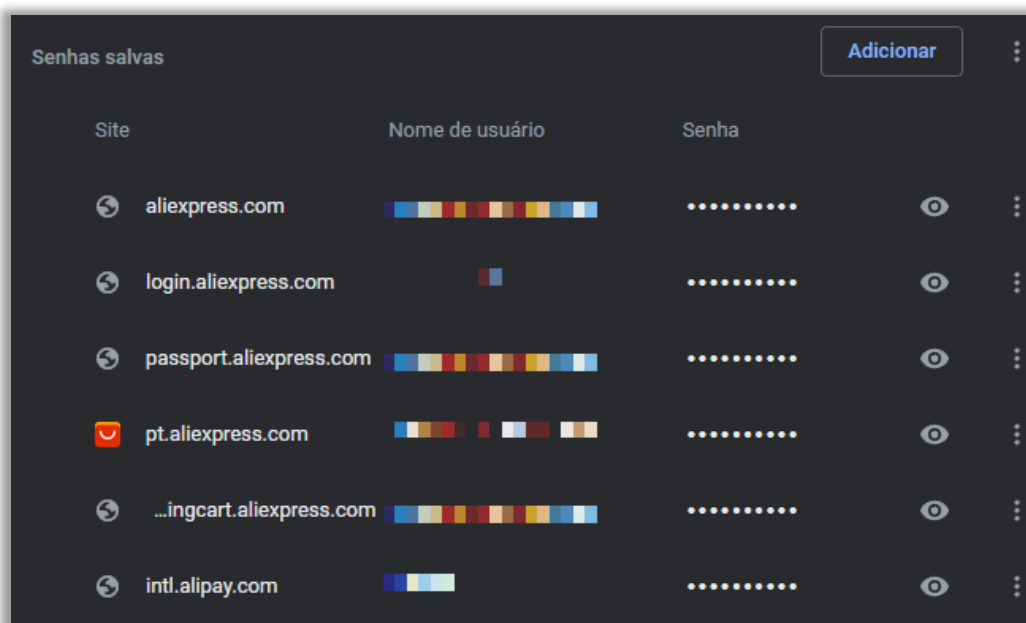 Senhas salvas Adicionar
Site Nome de usuário Senha
aliexpress.com ••••••••••
login.aliexpress.com ••••••••••
passport.aliexpress.com ••••••••••
pt.aliexpress.com ••••••••••
...ingcart.aliexpress.com ••••••••••
intl.alipay.com ••••••••••